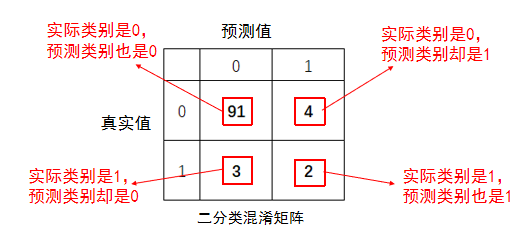 实际类别是0，
预测类别也是0
预测值
实际类别是0，
预测类别却是1
0 1
真实值
0 91 4
1 3 2
实际类别是1，
预测类别却是0
实际类别是1，
预测类别也是1
二分类混淆矩阵